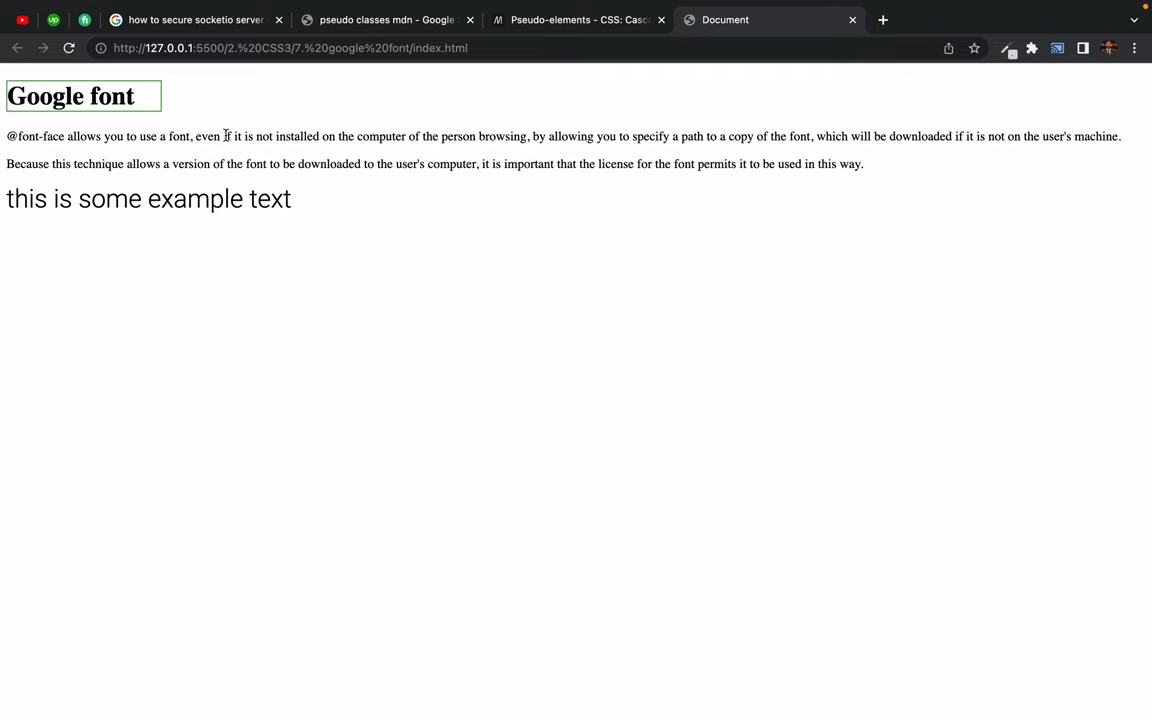 how to secure socketio server
pseudo classes mdn - Google
Pseudo-elements - CSS: Casc
Document
http://127.0.0.1:5500/2.%20CSS3/7.%20google%20font/index.html
Google font
@font-face allows you to use a font, even if it is not installed on the computer of the person browsing, by allowing you to specify a path to a copy of the font, which will be downloaded if it is not on the user's machine.
Because this technique allows a version of the font to be downloaded to the user's computer, it is important that the license for the font permits it to be used in this way.
this is some example text